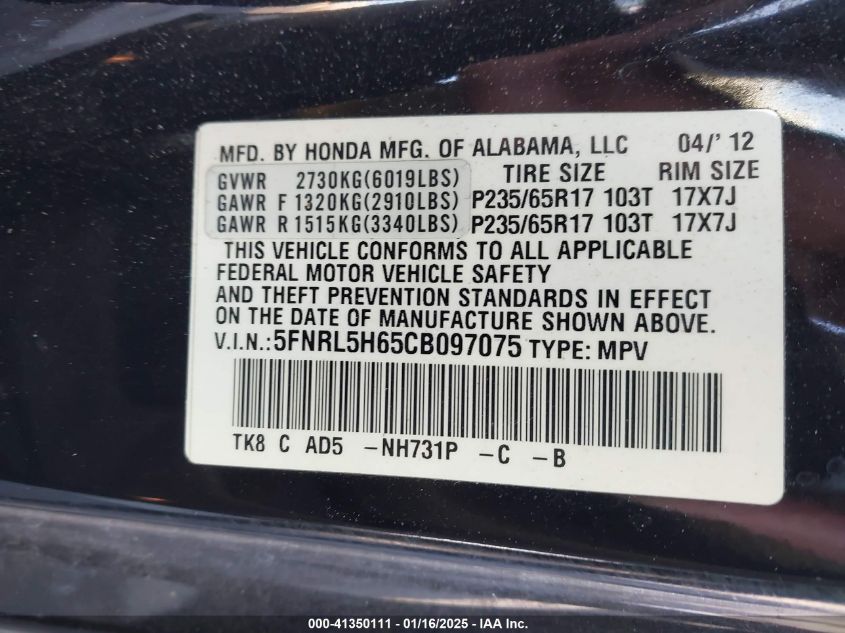 MFD. BY HONDA MFG. OF ALABAMA, LLC 04/' 12
GVWR 2730KG(6019LBS) TIRE SIZE RIM SIZE
GAWR F 1320KG(2910LBS) P235/65R17 103T 17X7J
GAWR R 1515KG(3340LBS) P235/65R17 103T 17X7J
THIS VEHICLE CONFORMS TO ALL APPLICABLE
FEDERAL MOTOR VEHICLE SAFETY
AND THEFT PREVENTION STANDARDS IN EFFECT
ON THE DATE OF MANUFACTURE SHOWN ABOVE.
V.I.N.:5FNRL5H65CB097075 TYPE: MPV
TK8 C AD5 -NH731P -C -B
000-41350111 - 01/16/2025 - IAA Inc.